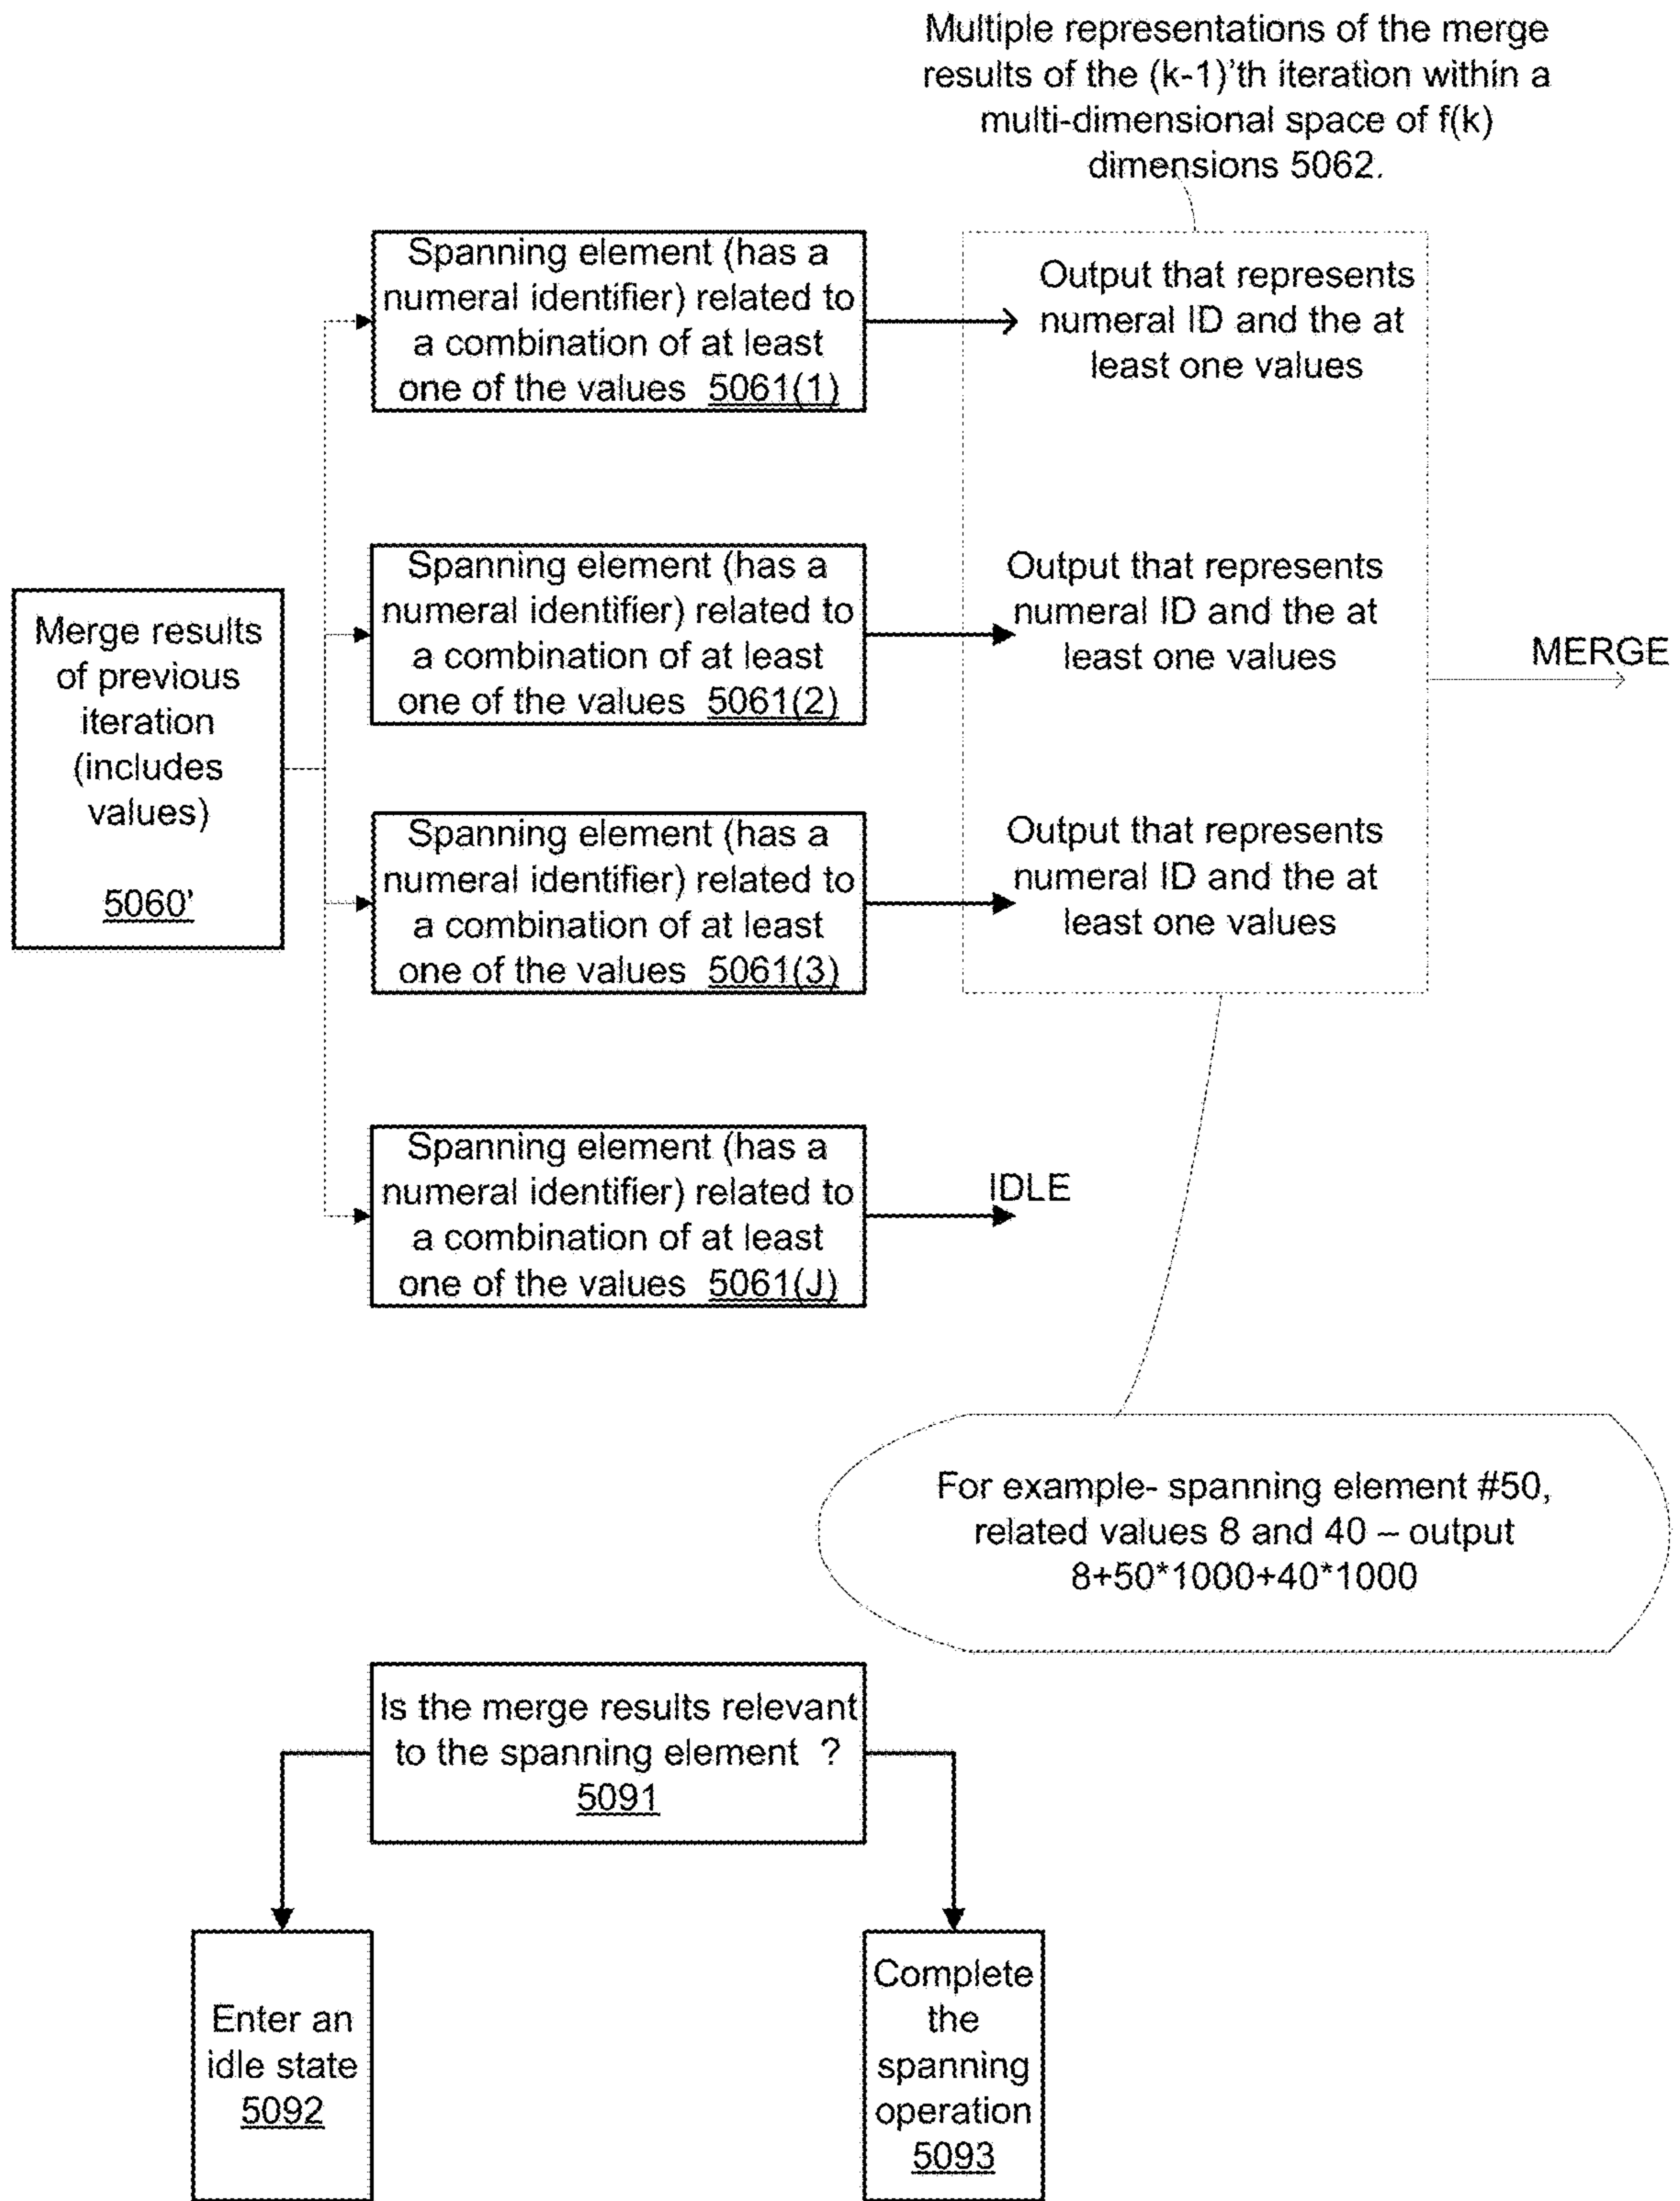 Multiple representations of the merge
results of the (k-1)'th iteration within a
multi-dimensional space of f(k)
dimensions 5062.
Spanning element (has a
numeral identifier) related to
a combination of at least
one of the values 5061(1)
Output that represents
numeral ID and the at
least one values
Merge results
of previous
iteration
(includes
values)
5060'
Spanning element (has a
numeral identifier) related to
a combination of at least
one of the values 5061(2)
Output that represents
numeral ID and the at
least one values
MERGE
Spanning element (has a
numeral identifier) related to
a combination of at least
one of the values 5061(3)
Output that represents
numeral ID and the at
least one values
Spanning element (has a
numeral identifier) related to
a combination of at least
one of the values 5061(J)
IDLE
For example- spanning element #50,
related values 8 and 40 – output
8+50*1000+40*1000
Is the merge results relevant
to the spanning element ?
5091
Enter an
idle state
5092
Complete
the
spanning
operation
5093